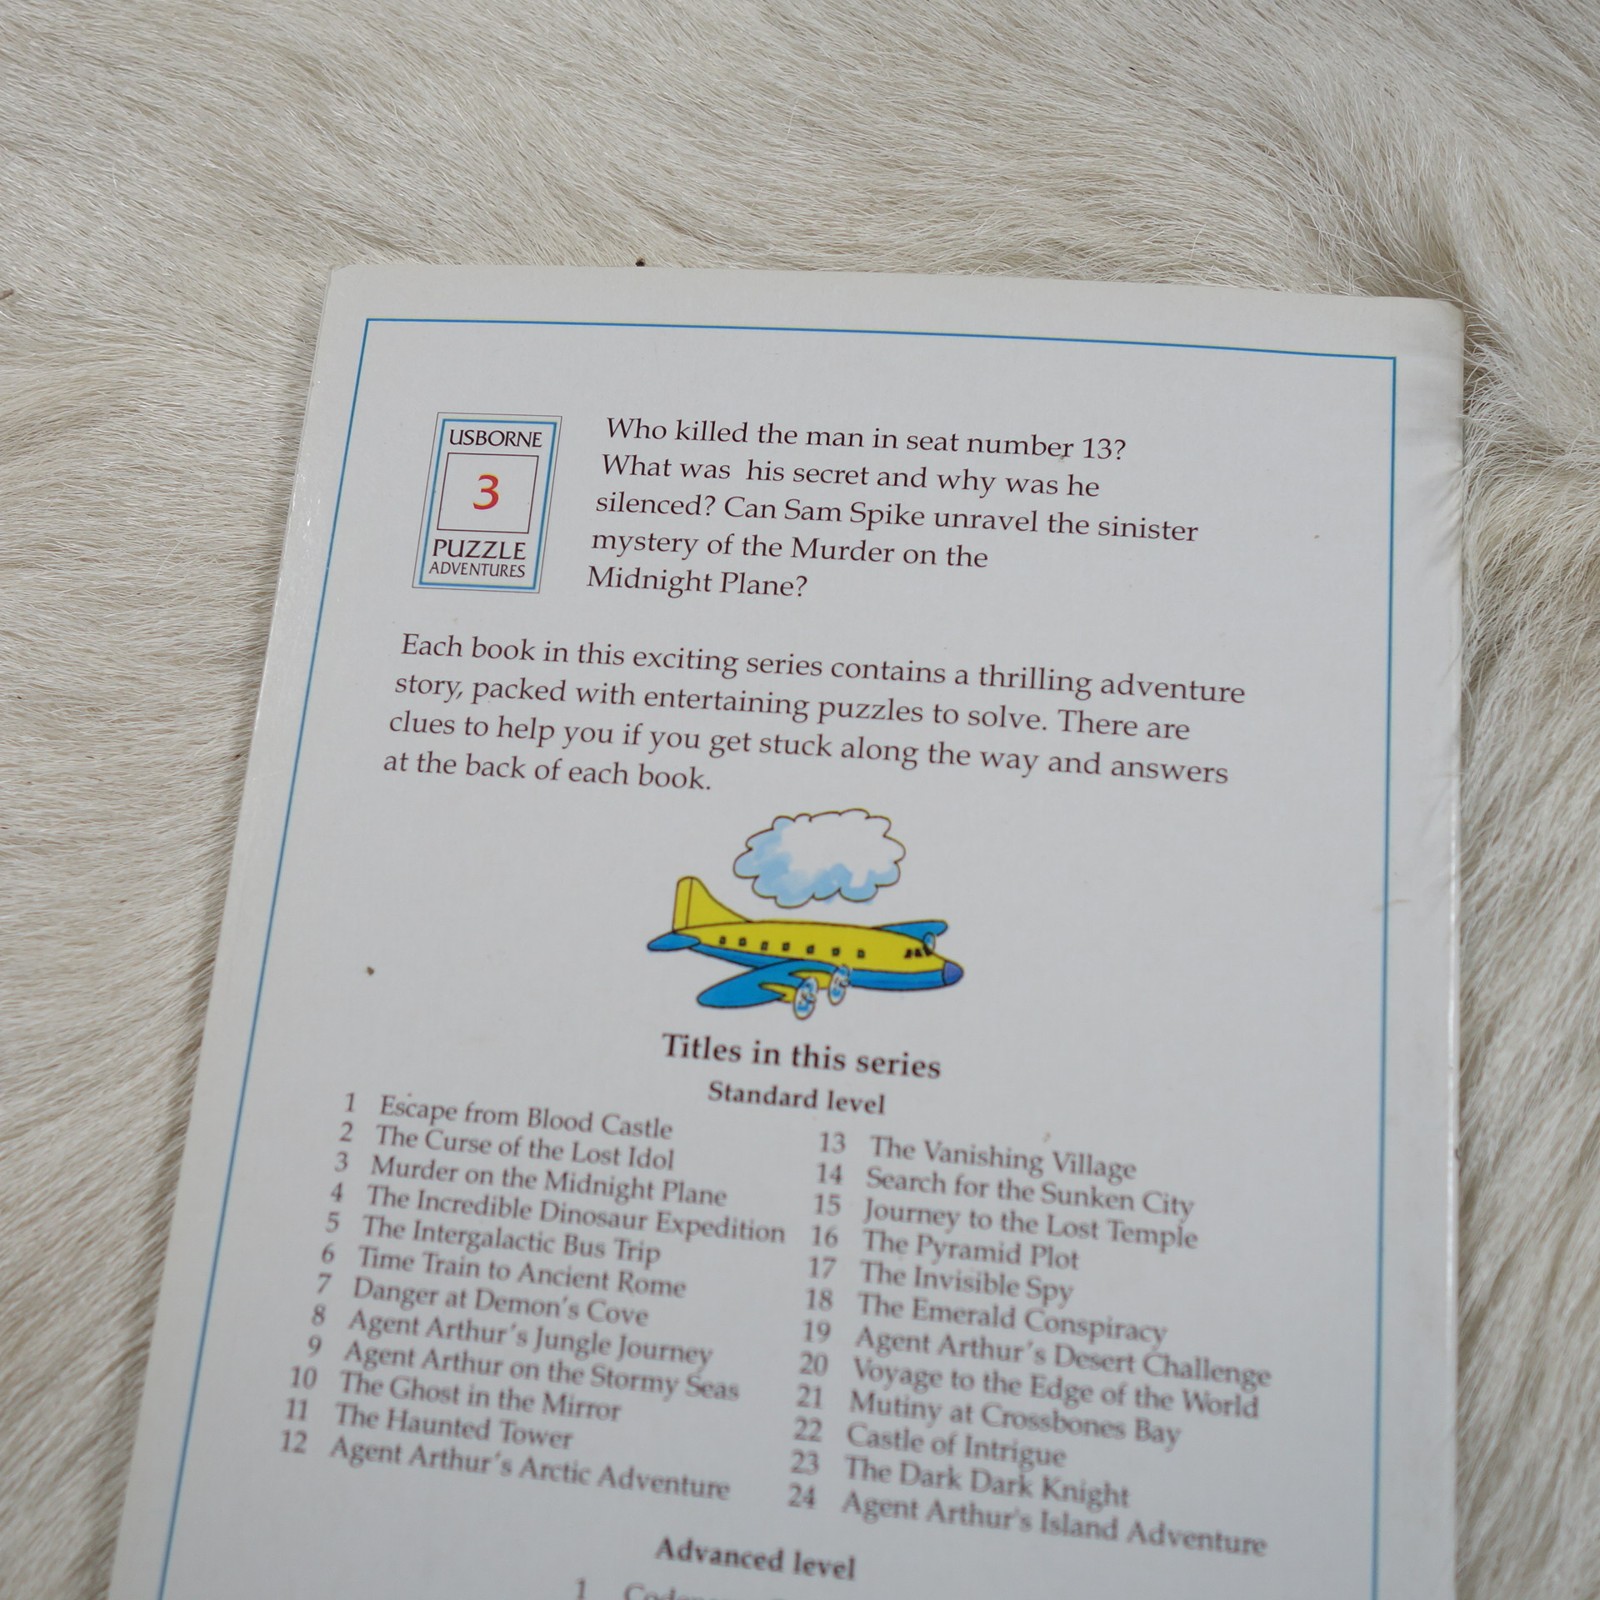 USBORNE
3
PUZZLE
ADVENTURES
Who killed the man in seat number 13?
What was his secret and why was he
silenced? Can Sam Spike unravel the sinister
mystery of the Murder on the
Midnight Plane?
Each book in this exciting series contains a thrilling adventure
story, packed with entertaining puzzles to solve. There are
clues to help you if you get stuck along the way and answers
at the back of each book.
Titles in this series
Standard level
1 Escape from Blood Castle
2 The Curse of the Lost Idol
3 Murder on the Midnight Plane
4 The Incredible Dinosaur Expedition
5 The Intergalactic Bus Trip
6 Time Train to Ancient Rome
7 Danger at Demon's Cove
8 Agent Arthur's Jungle Journey
9 Agent Arthur on the Stormy Seas
10 The Ghost in the Mirror
11 The Haunted Tower
12 Agent Arthur's Arctic Adventure
13 The Vanishing Village
14 Search for the Sunken City
15 Journey to the Lost Temple
16 The Pyramid Plot
17 The Invisible Spy
18 The Emerald Conspiracy
19 Agent Arthur's Desert Challenge
20 Voyage to the Edge of the World
21 Mutiny at Crossbones Bay
22 Castle of Intrigue
23 The Dark Dark Knight
24 Agent Arthur's Island Adventure
Advanced level
1